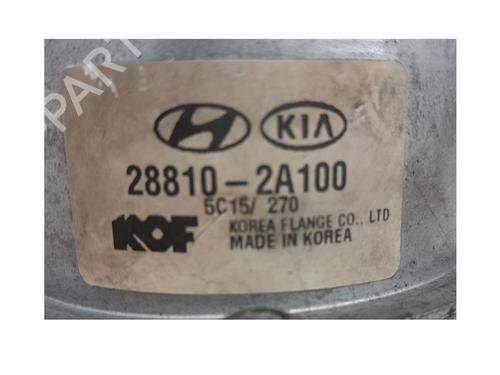 PART
KIA
28810-2A100
5C15/ 270
KOF KOREA FLANGE CO., LTD
MADE IN KOREA